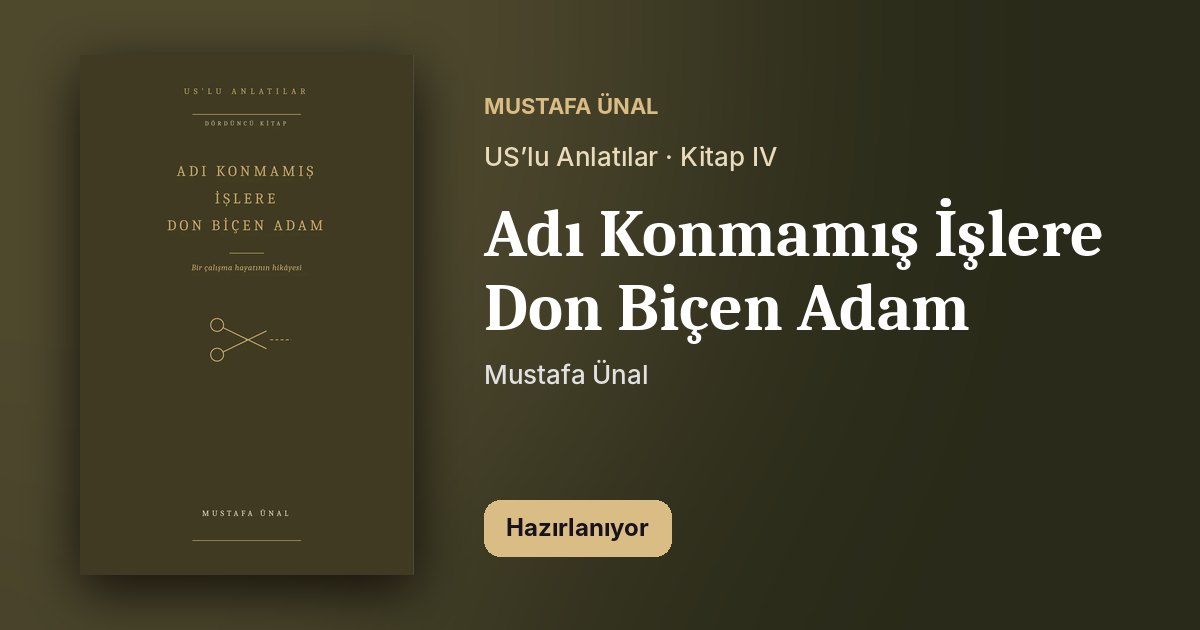 US'LU ANLATILAR
DÖRDÜNCÜ KİTAP
ADI KONMAMIŞ
İŞLERE
DON BİÇEN ADAM
Bir çalışma hayatının hikâyesi
MUSTAFA ÜNAL
MUSTAFA ÜNAL
US’lu Anlatılar · Kitap IV
Adı Konmamış İşlere
Don Biçen Adam
Mustafa Ünal
Hazırlanıyor